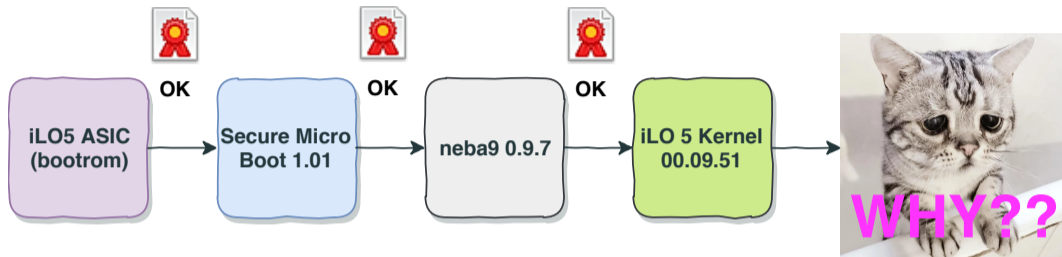 OK
OK
OK
iLO5 ASIC
(bootrom)
Secure Micro
Boot 1.01
neba9 0.9.7
iLO 5 Kernel
00.09.51
WHY??